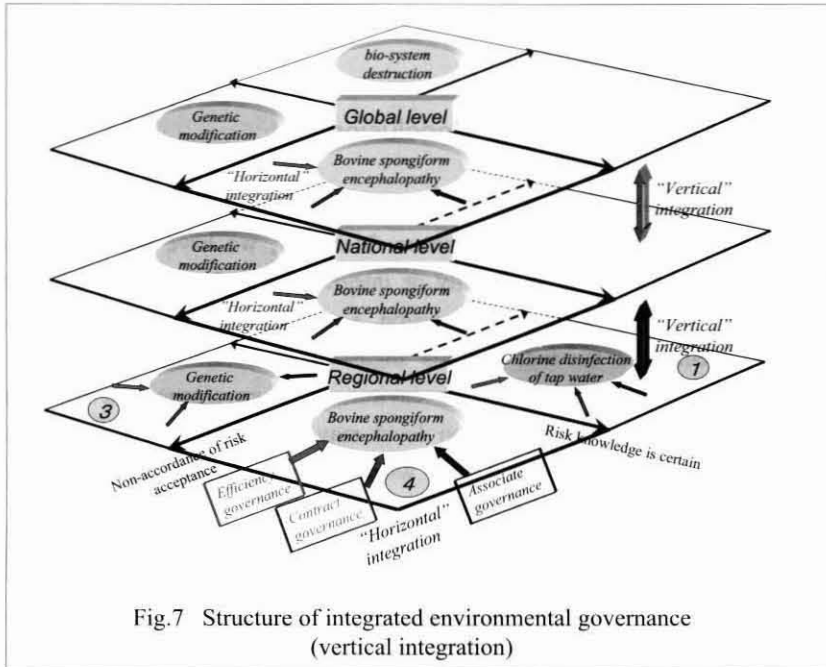 bio-system
destruction
Global level
Genetic
modification
Bovine spongiform
encephalopathy
"Horizontal"
integration
"Vertical"
integration
National level
Genetic
modification
Bovine spongiform
encephalopathy
"Horizontal"
integration
"Vertical"
integration
Chlorine disinfection
of tap water
1
Regional level
Genetic
modification
3
Bovine spongiform
encephalopathy
Risk knowledge is certain
Non-accordance of risk
acceptance
Efficiency
governance
Contract
governance
4
Associate
governance
"Horizontal"
integration
Fig.7 Structure of integrated environmental governance
(vertical integration)